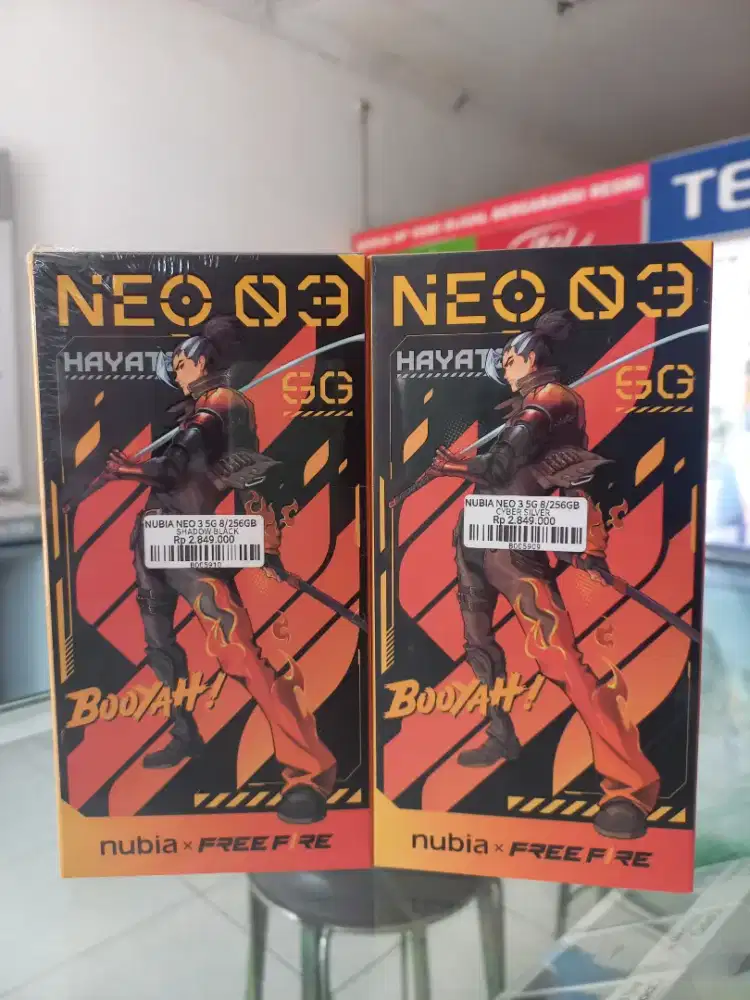 TE
NEO 03
HAYAT
5G
NUBIA NEO 3 5G 8/256GB
SHADOW BLACK
Rp 2.849.000
B005910
BOOYAH!
nubia × FREE FIRE
NEO 03
HAYAT
5G
NUBIA NEO 3 5G 8/256GB
CYBER SILVER
Rp 2.849.000
B005909
BOOYAH!
nubia × FREE FIRE